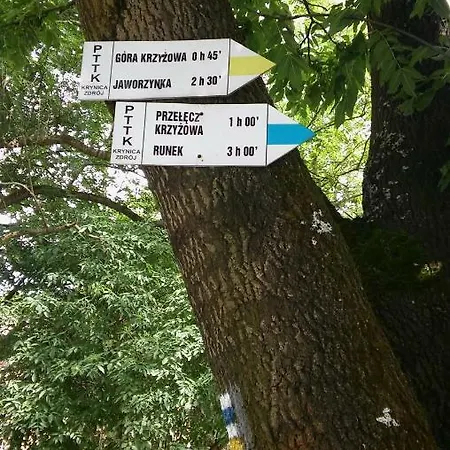 PTTK
KRYNICA
ZDRÓJ
GÓRA KRZYŻOWA 0 h 45'
JAWORZYNKA 2 h 30'
PTTK
KRYNICA
ZDRÓJ
PRZEŁĘCZ
KRZYŻOWA 1 h 00'
RUNEK 3 h 00'